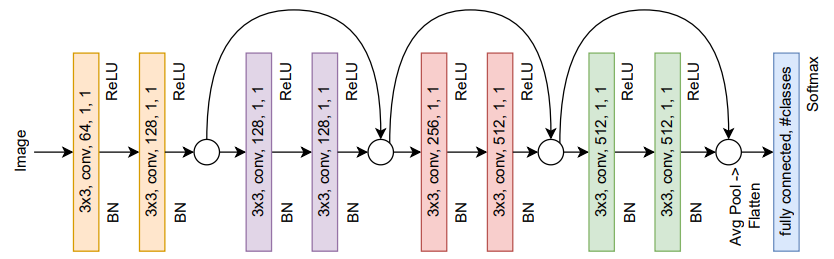 Image
3x3, conv, 64, 1, 1
BN
ReLU
3x3, conv, 128, 1, 1
BN
ReLU
3x3, conv, 128, 1, 1
BN
ReLU
3x3, conv, 128, 1, 1
BN
ReLU
3x3, conv, 256, 1, 1
BN
ReLU
3x3, conv, 512, 1, 1
BN
ReLU
3x3, conv, 512, 1, 1
BN
ReLU
3x3, conv, 512, 1, 1
BN
ReLU
Avg Pool ->
Flatten
fully connected, #classes
Softmax